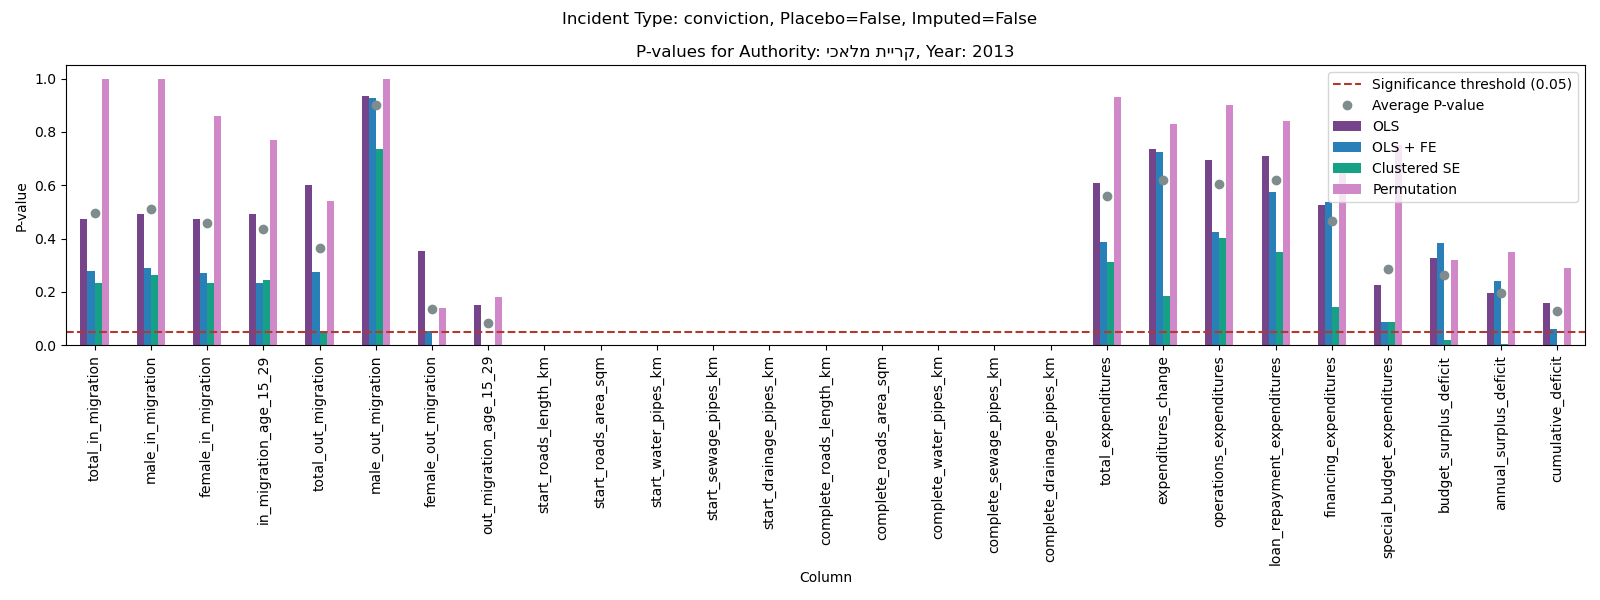 Incident Type: conviction, Placebo=False, Imputed=False
P-values for Authority: קריית מלאכי, Year: 2013
P-value
1.0
0.8
0.6
0.4
0.2
0.0
Significance threshold (0.05)
Average P-value
OLS
OLS + FE
Clustered SE
Permutation
total_in_migration
male_in_migration
female_in_migration
in_migration_age_15_29
total_out_migration
male_out_migration
female_out_migration
out_migration_age_15_29
start_roads_length_km
start_roads_area_sqm
start_water_pipes_km
start_sewage_pipes_km
start_drainage_pipes_km
complete_roads_length_km
complete_roads_area_sqm
complete_water_pipes_km
complete_sewage_pipes_km
complete_drainage_pipes_km
total_expenditures
expenditures_change
operations_expenditures
loan_repayment_expenditures
financing_expenditures
special_budget_expenditures
budget_surplus_deficit
annual_surplus_deficit
cumulative_deficit
Column